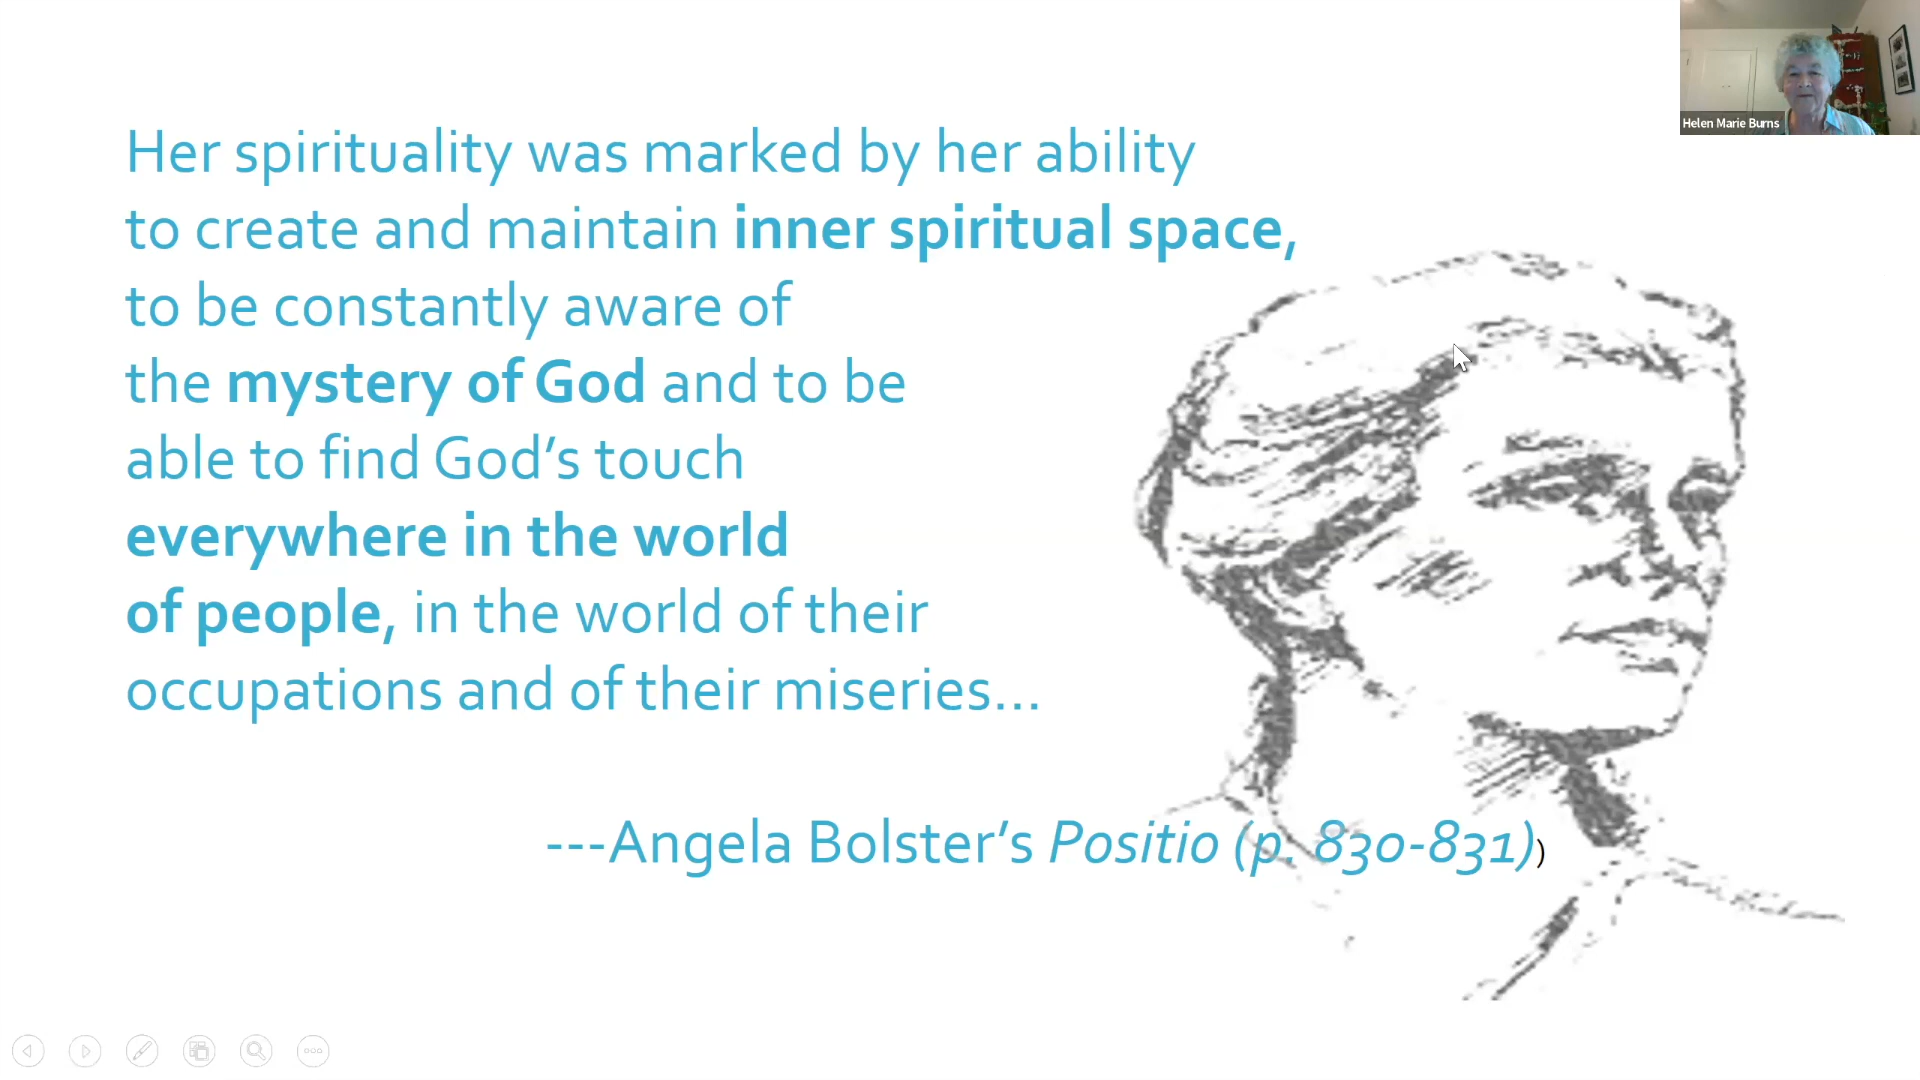 Helen Marie Burns
Her spirituality was marked by her ability
to create and maintain inner spiritual space,
to be constantly aware of
the mystery of God and to be
able to find God’s touch
everywhere in the world
of people, in the world of their
occupations and of their miseries...
---Angela Bolster’s Positio (p. 830-831))